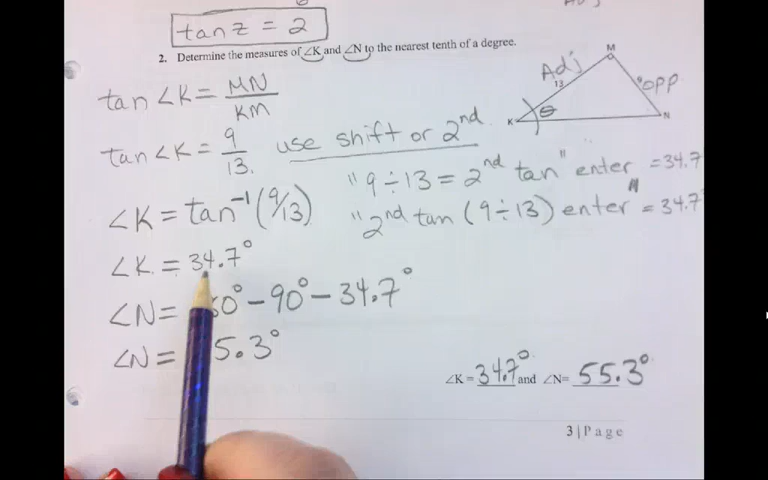 tan Z = 2
2. Determine the measures of ∠K and ∠N to the nearest tenth of a degree.
M
Adj
13
9 opp
K
θ
N
tan ∠K = MN
KM
tan ∠K = 9
13.
use shift or 2nd
"9 ÷ 13 = 2nd tan" enter = 34.7
∠K = tan⁻¹ (9/13)
"2nd tan (9 ÷ 13) enter" = 34.7
∠K = 34.7°
∠N = 0° − 90° − 34.7°
∠N = 5.3°
∠K = 34.7° and ∠N= 55.3°
3 | Page